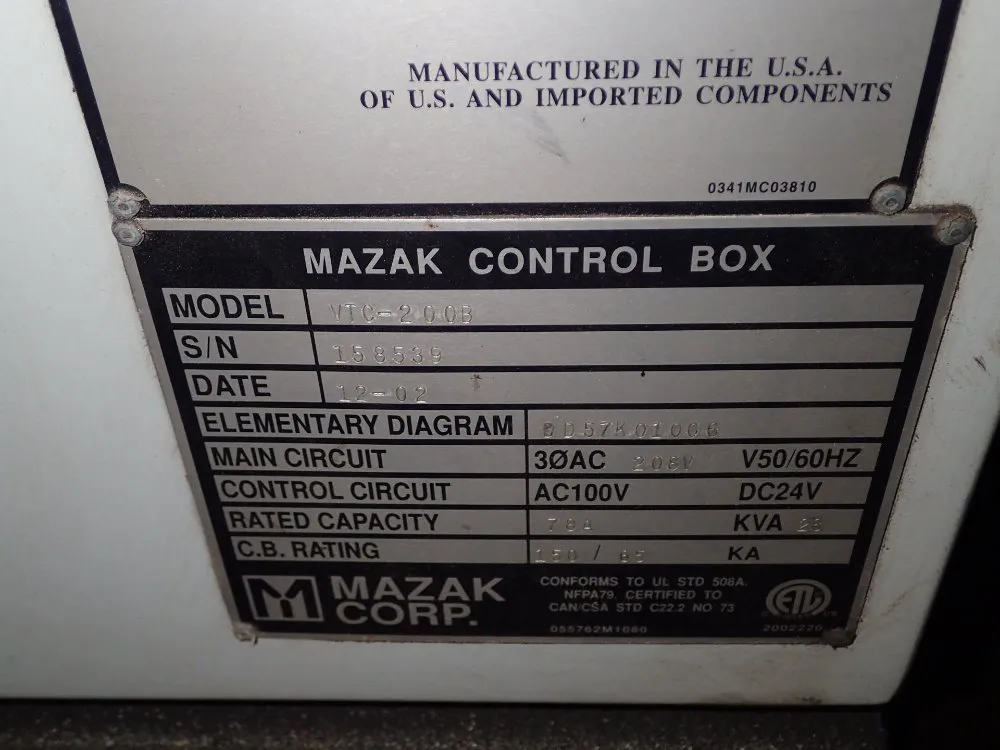 MANUFACTURED IN THE U.S.A.
OF U.S. AND IMPORTED COMPONENTS
0341MC03810
MAZAK CONTROL BOX
MODEL VTC-200B
S/N 158539
DATE 12-02
ELEMENTARY DIAGRAM
MAIN CIRCUIT 3ØAC 208V V50/60HZ
CONTROL CIRCUIT AC100V DC24V
RATED CAPACITY KVA
C.B. RATING 150 / KA
MAZAK CORP.
CONFORMS TO UL STD 508A.
NFPA79. CERTIFIED TO
CAN/CSA STD C22.2 NO 73
055762M1080
ETL